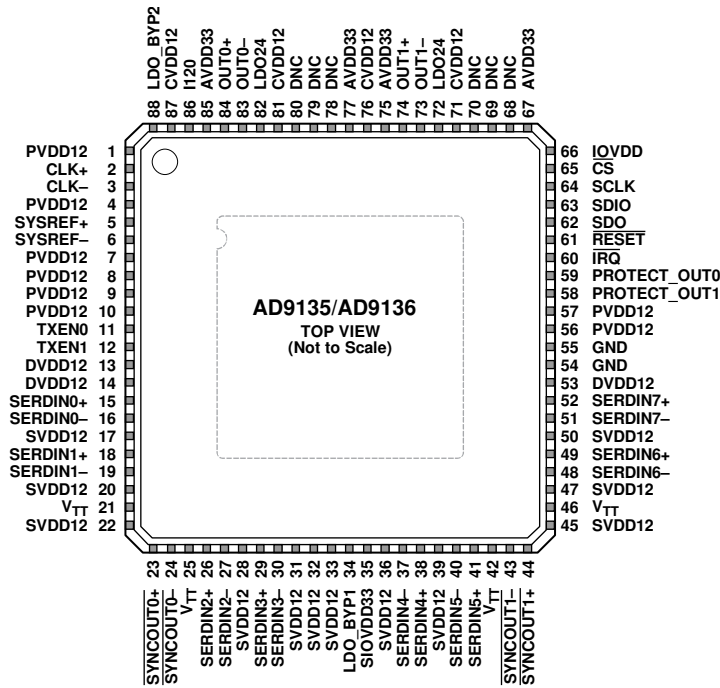 88 LDO_BYP2
87 CVDD12
86 I120
85 AVDD33
84 OUT0+
83 OUT0–
82 LDO24
81 CVDD12
80 DNC
79 DNC
78 DNC
77 AVDD33
76 CVDD12
75 AVDD33
74 OUT1+
73 OUT1–
72 LDO24
71 CVDD12
70 DNC
69 DNC
68 DNC
67 AVDD33
PVDD12 1
CLK+ 2
CLK– 3
PVDD12 4
SYSREF+ 5
SYSREF– 6
PVDD12 7
PVDD12 8
PVDD12 9
PVDD12 10
TXEN0 11
TXEN1 12
DVDD12 13
DVDD12 14
SERDIN0+ 15
SERDIN0– 16
SVDD12 17
SERDIN1+ 18
SERDIN1– 19
SVDD12 20
VTT 21
SVDD12 22
AD9135/AD9136
TOP VIEW
(Not to Scale)
66 IOVDD
65 CS
64 SCLK
63 SDIO
62 SDO
61 RESET
60 IRQ
59 PROTECT_OUT0
58 PROTECT_OUT1
57 PVDD12
56 PVDD12
55 GND
54 GND
53 DVDD12
52 SERDIN7+
51 SERDIN7–
50 SVDD12
49 SERDIN6+
48 SERDIN6–
47 SVDD12
46 VTT
45 SVDD12
SYNCOUT0+ 23
SYNCOUT0– 24
VTT 25
SERDIN2+ 26
SERDIN2– 27
SVDD12 28
SERDIN3+ 29
SERDIN3– 30
SVDD12 31
SVDD12 32
SVDD12 33
LDO_BYP1 34
SIOVDD33 35
SVDD12 36
SERDIN4– 37
SERDIN4+ 38
SVDD12 39
SERDIN5– 40
SERDIN5+ 41
VTT 42
SYNCOUT1– 43
SYNCOUT1+ 44